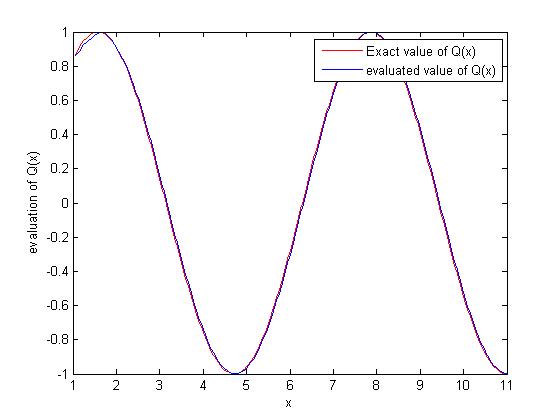 1
0.8
0.6
0.4
0.2
0
-0.2
-0.4
-0.6
-0.8
-1
evaluation of Q(x)
Exact value of Q(x)
evaluated value of Q(x)
1 2 3 4 5 6 7 8 9 10 11
x